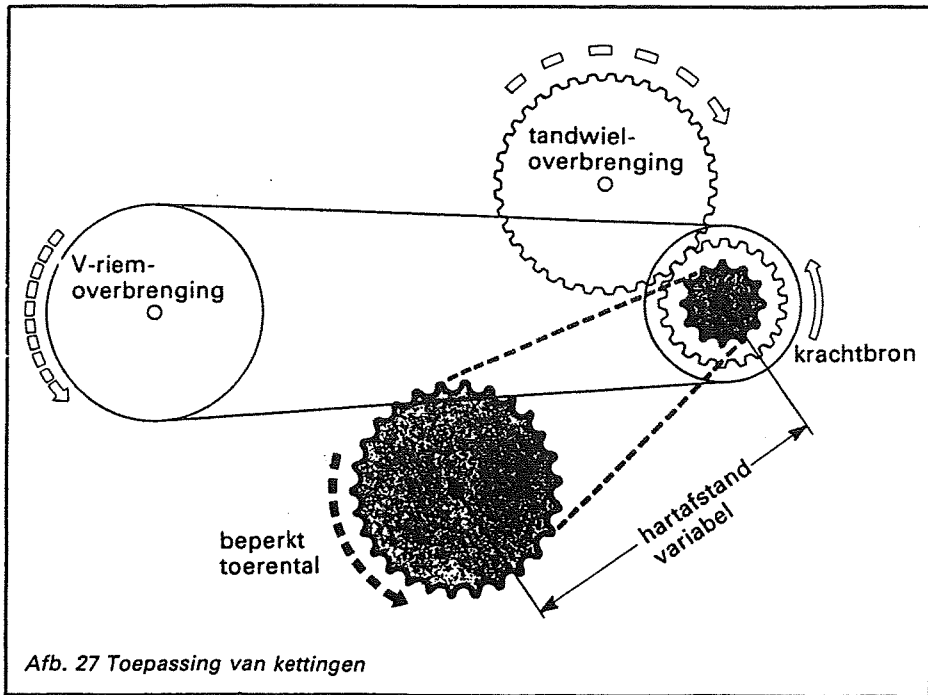 tandwiel-
overbrenging
V-riem-
overbrenging
krachtbron
hartafstand
variabel
beperkt
toerental
Afb. 27 Toepassing van kettingen